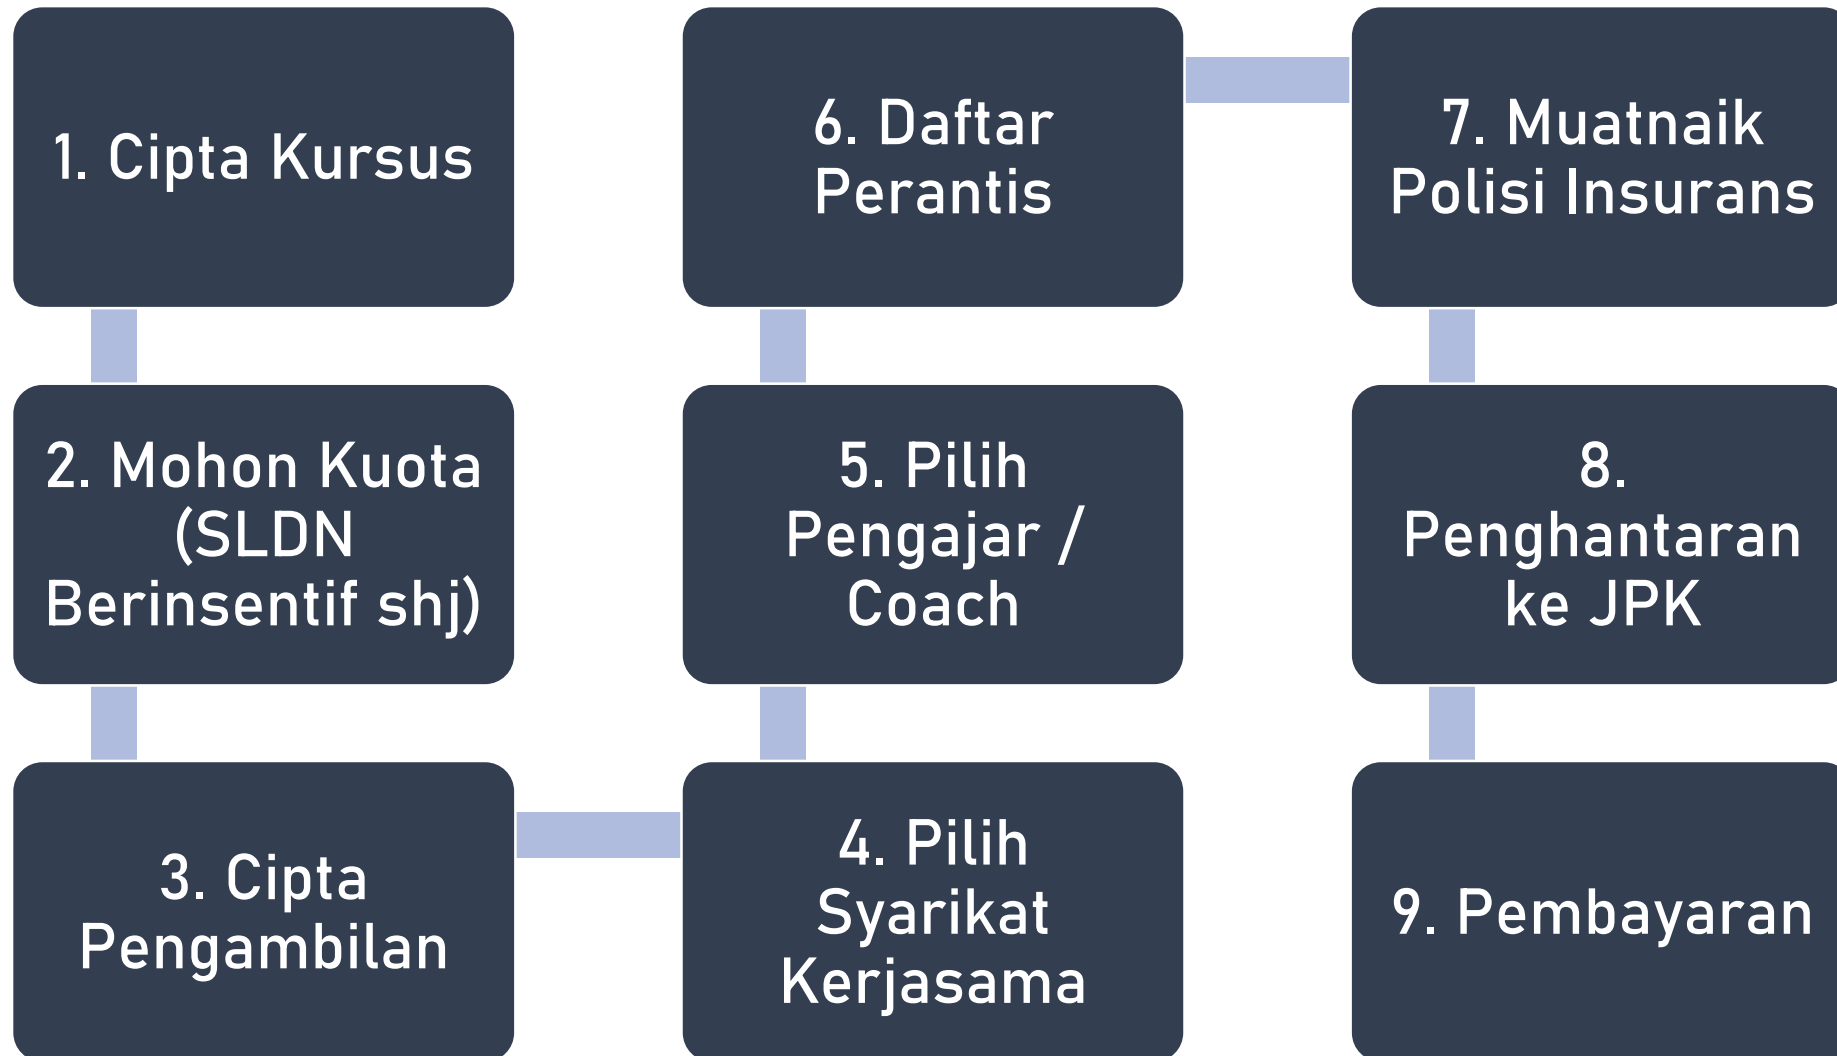 1. Cipta Kursus
2. Mohon Kuota
(SLDN
Berinsentif shj)
3. Cipta
Pengambilan
4. Pilih
Syarikat
Kerjasama
5. Pilih
Pengajar /
Coach
6. Daftar
Perantis
7. Muatnaik
Polisi Insurans
8.
Penghantaran
ke JPK
9. Pembayaran